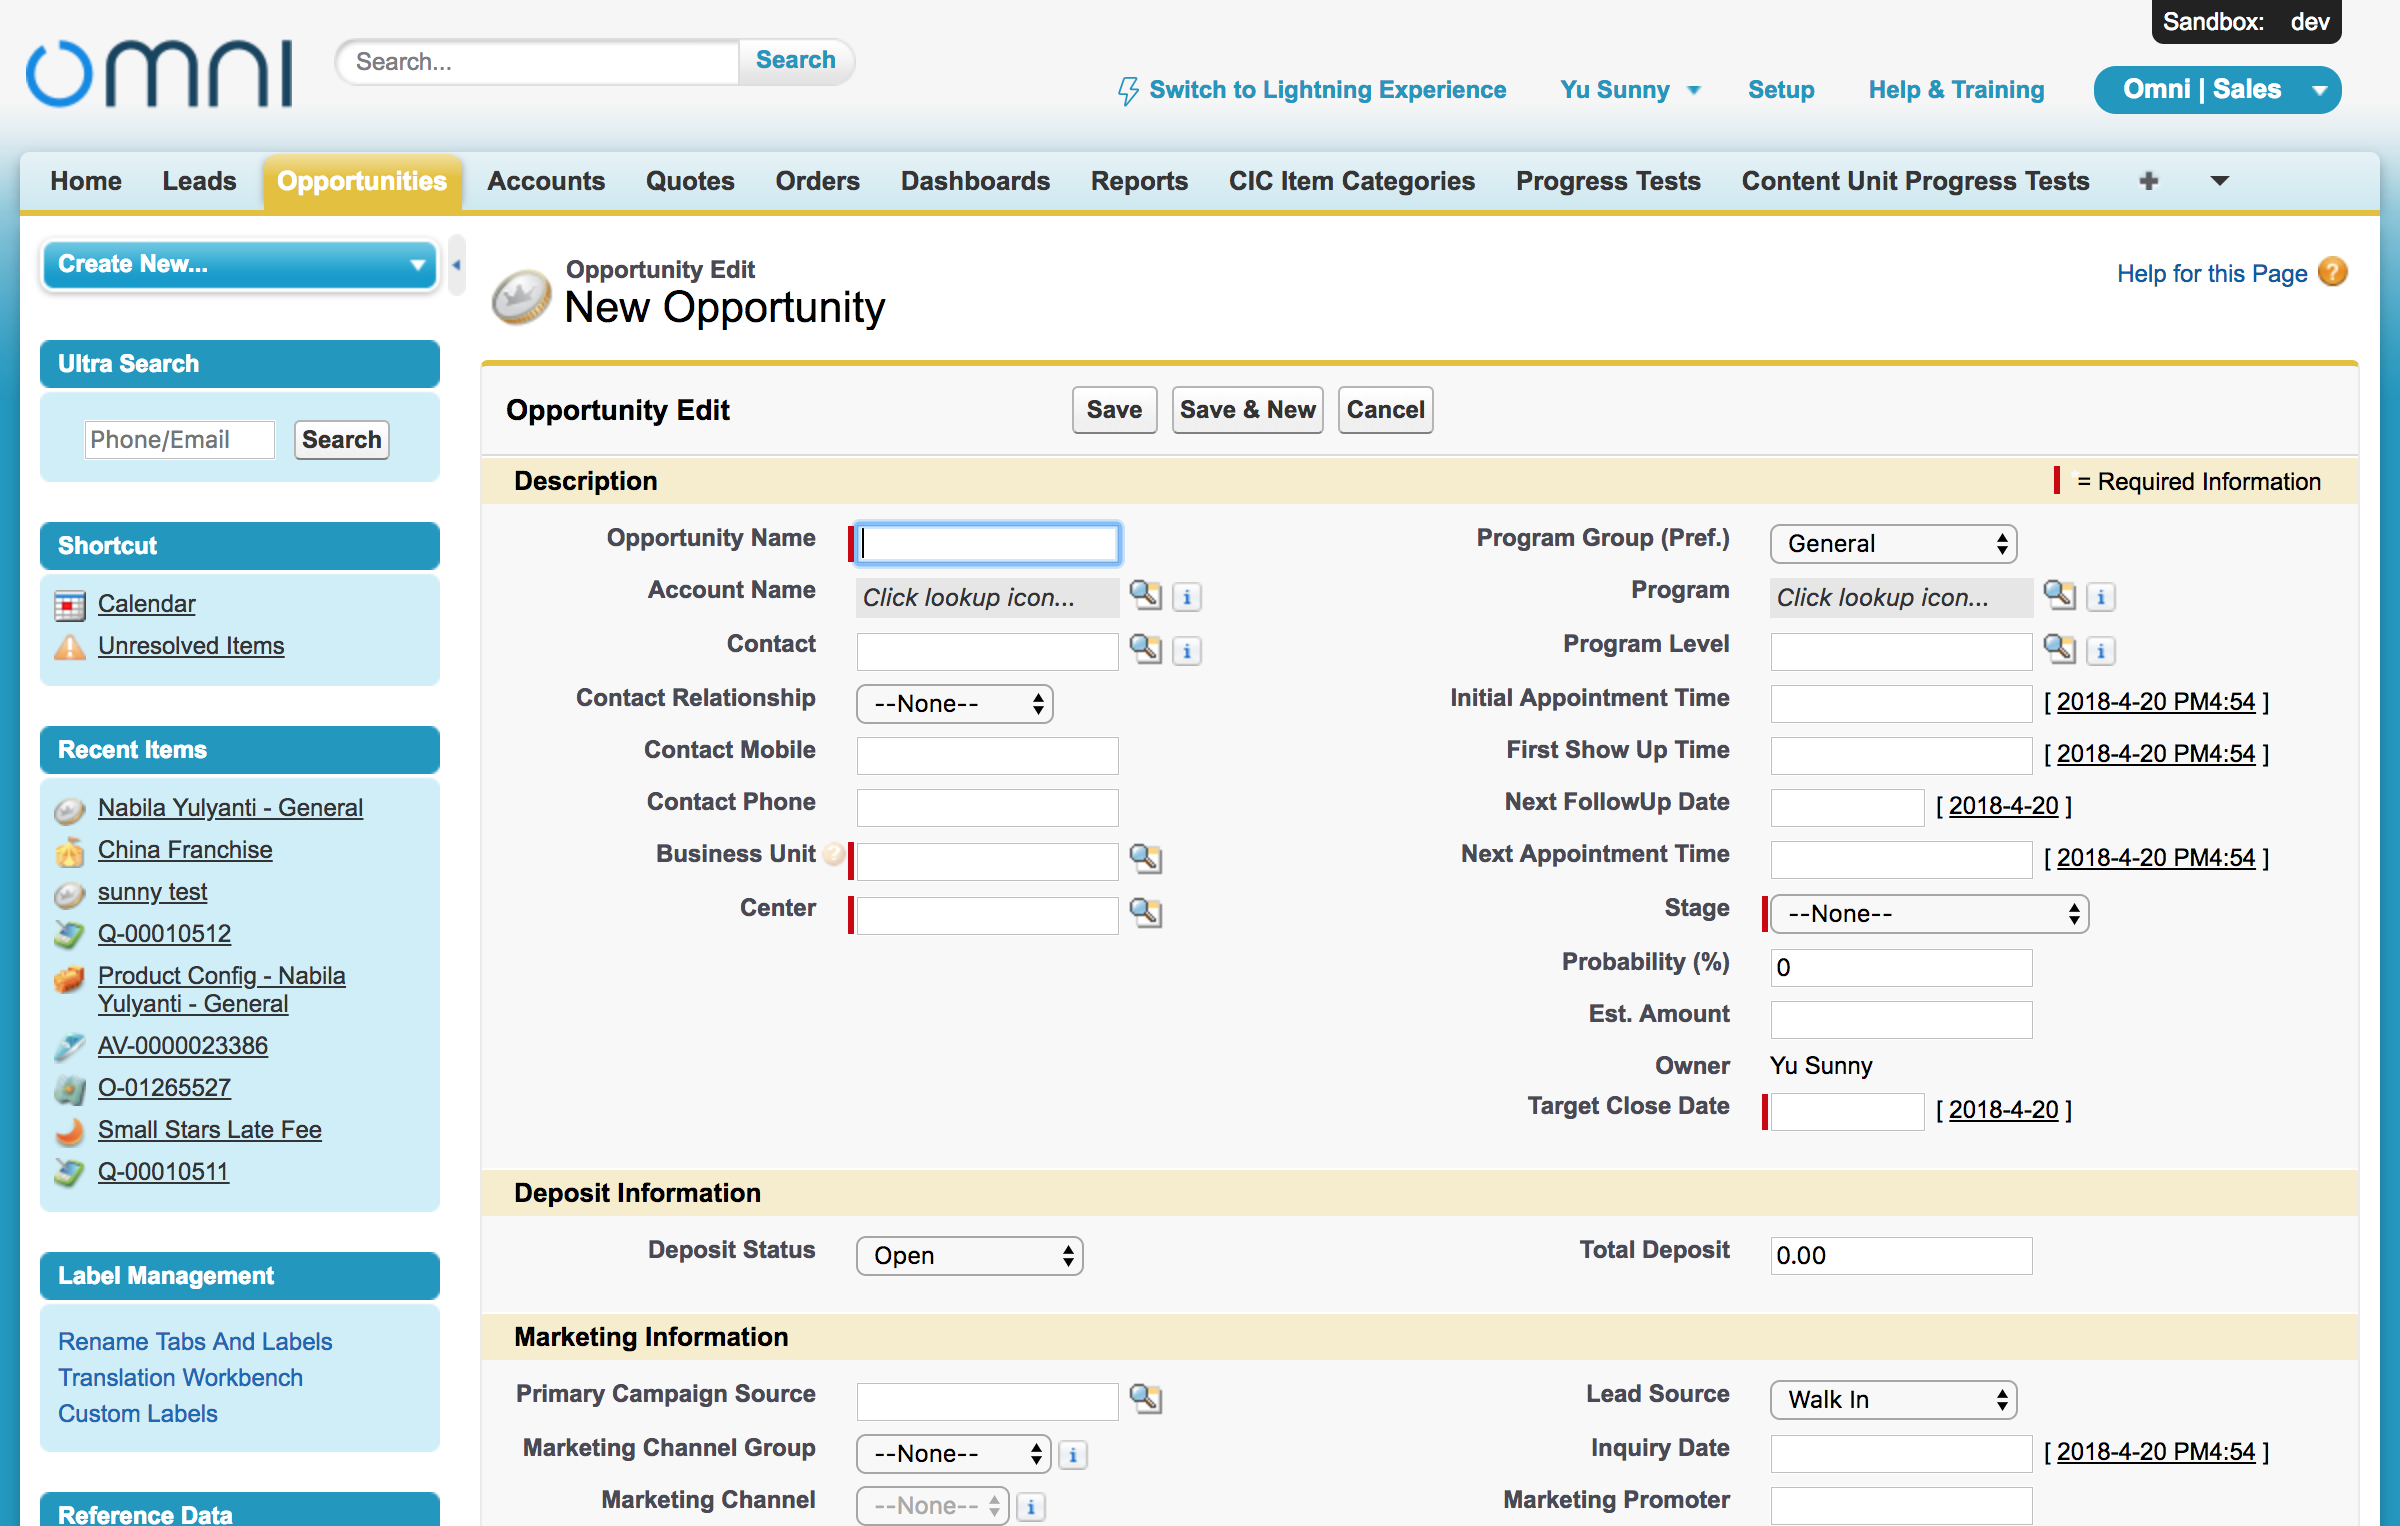 Sandbox: dev
omni
Search...
Search
Switch to Lightning Experience
Yu Sunny
Setup
Help & Training
Omni | Sales
Home
Leads
Opportunities
Accounts
Quotes
Orders
Dashboards
Reports
CIC Item Categories
Progress Tests
Content Unit Progress Tests
Create New...
Ultra Search
Phone/Email
Search
Shortcut
Calendar
Unresolved Items
Recent Items
Nabila Yulyanti - General
China Franchise
sunny test
Q-00010512
Product Config - Nabila
Yulyanti - General
AV-0000023386
O-01265527
Small Stars Late Fee
Q-00010511
Label Management
Rename Tabs And Labels
Translation Workbench
Custom Labels
Reference Data
Opportunity Edit
New Opportunity
Help for this Page ?
Opportunity Edit
Save
Save & New
Cancel
Description
= Required Information
Opportunity Name
Program Group (Pref.) General
Account Name Click lookup icon... i
Program Click lookup icon... i
Contact i
Program Level i
Contact Relationship --None--
Initial Appointment Time [ 2018-4-20 PM4:54 ]
Contact Mobile
First Show Up Time [ 2018-4-20 PM4:54 ]
Contact Phone
Next FollowUp Date [ 2018-4-20 ]
Business Unit ?
Next Appointment Time [ 2018-4-20 PM4:54 ]
Center
Stage --None--
Probability (%) 0
Est. Amount
Owner Yu Sunny
Target Close Date [ 2018-4-20 ]
Deposit Information
Deposit Status Open
Total Deposit 0.00
Marketing Information
Primary Campaign Source
Lead Source Walk In
Marketing Channel Group --None-- i
Inquiry Date [ 2018-4-20 PM4:54 ]
Marketing Channel --None-- i
Marketing Promoter